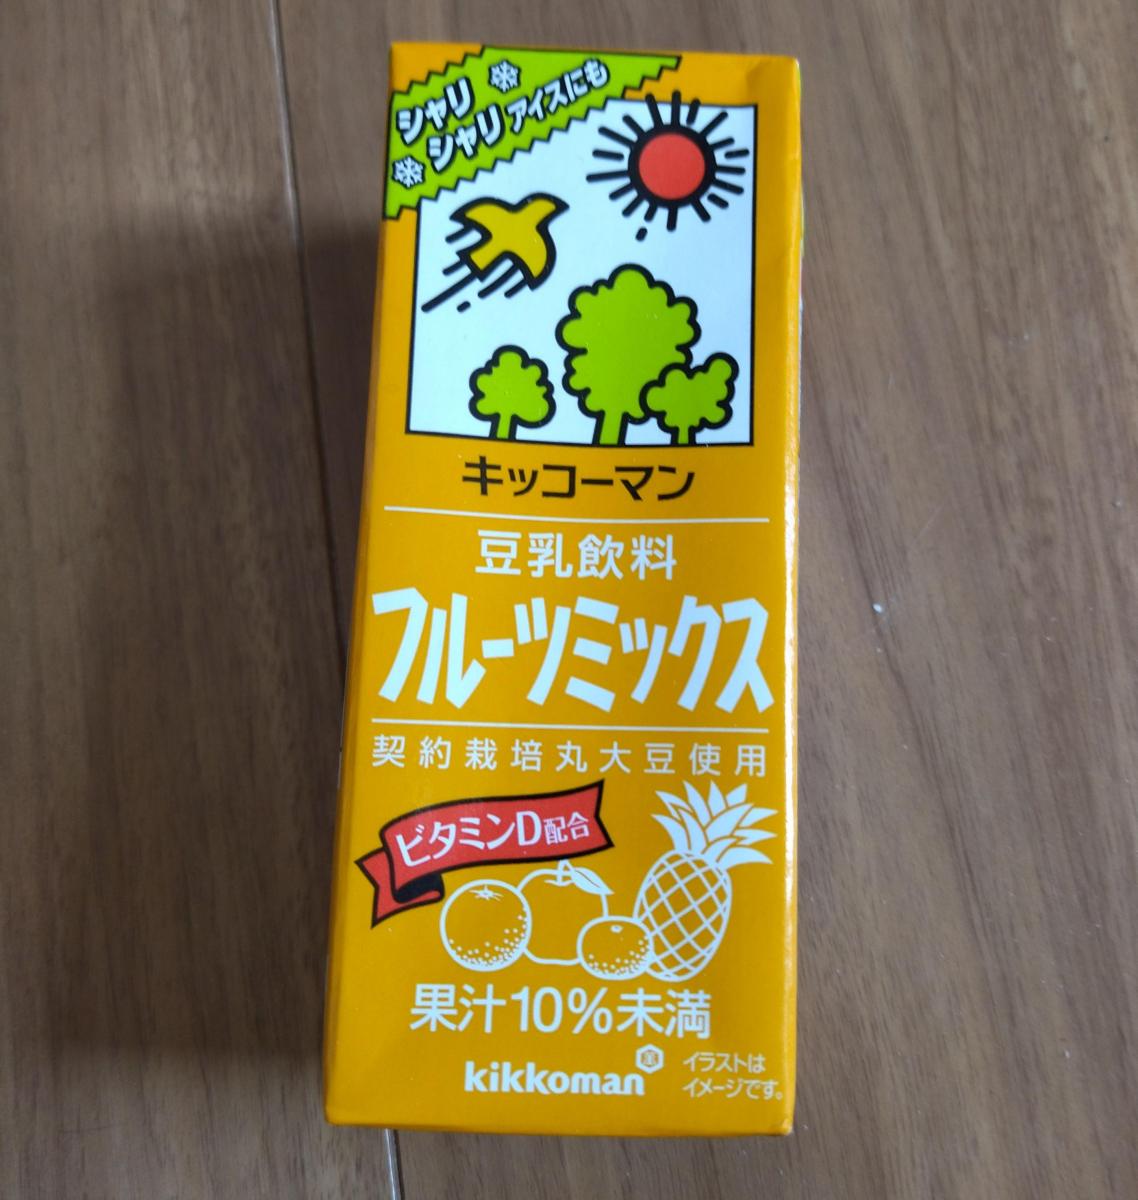 シャリ
シャリ アイスにも
キッコーマン
豆乳飲料
フルーツミックス
契約栽培丸大豆使用
ビタミンD配合
果汁10%未満
kikkoman
イラストは
イメージです。